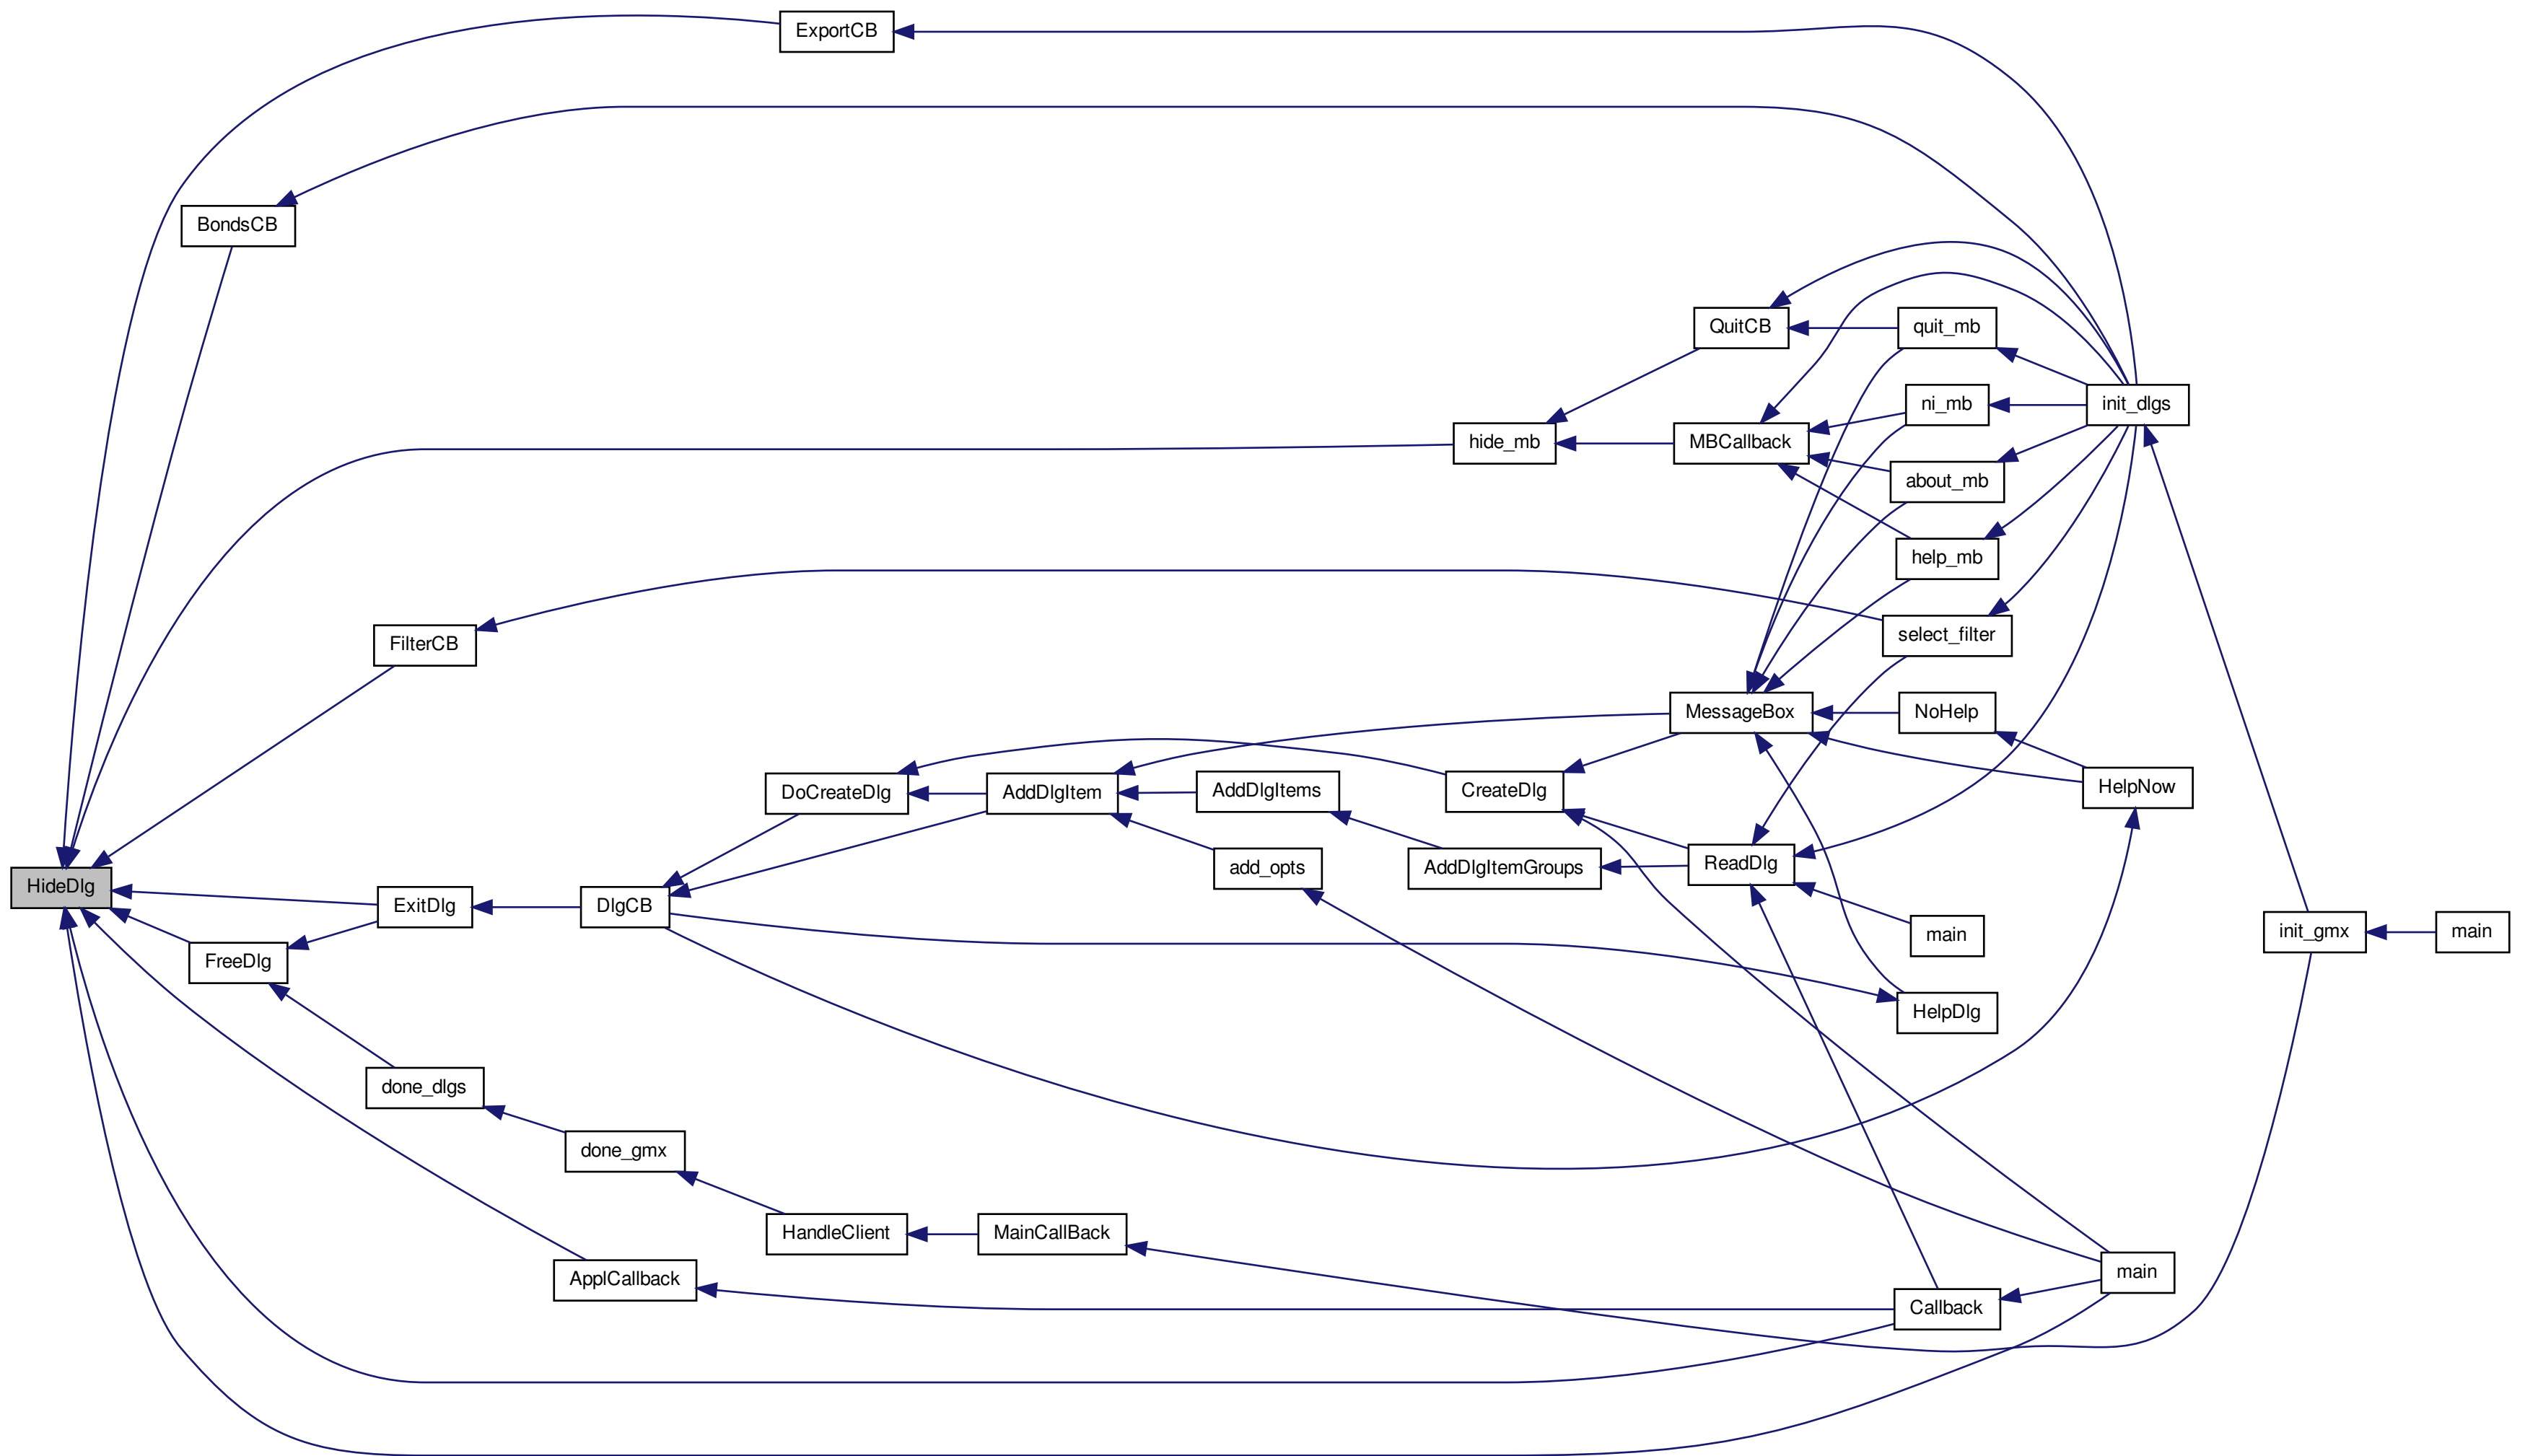 ExportCB
BondsCB
QuitCB
quit_mb
ni_mb
init_dlgs
hide_mb
MBCallback
about_mb
help_mb
FilterCB
select_filter
MessageBox
NoHelp
DoCreateDlg
AddDlgItem
AddDlgItems
CreateDlg
HelpNow
add_opts
AddDlgItemGroups
ReadDlg
HideDlg
ExitDlg
DlgCB
main
init_gmx
main
FreeDlg
HelpDlg
done_dlgs
done_gmx
HandleClient
MainCallBack
ApplCallback
main
Callback